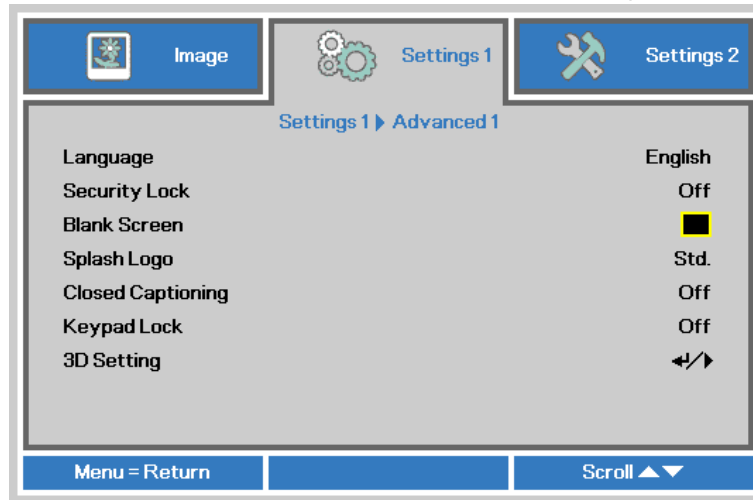 Image
Settings 1
Settings 2
Settings 1 Advanced 1
Language English
Security Lock Off
Blank Screen
Splash Logo Std.
Closed Captioning Off
Keypad Lock Off
3D Setting
Menu = Return
Scroll